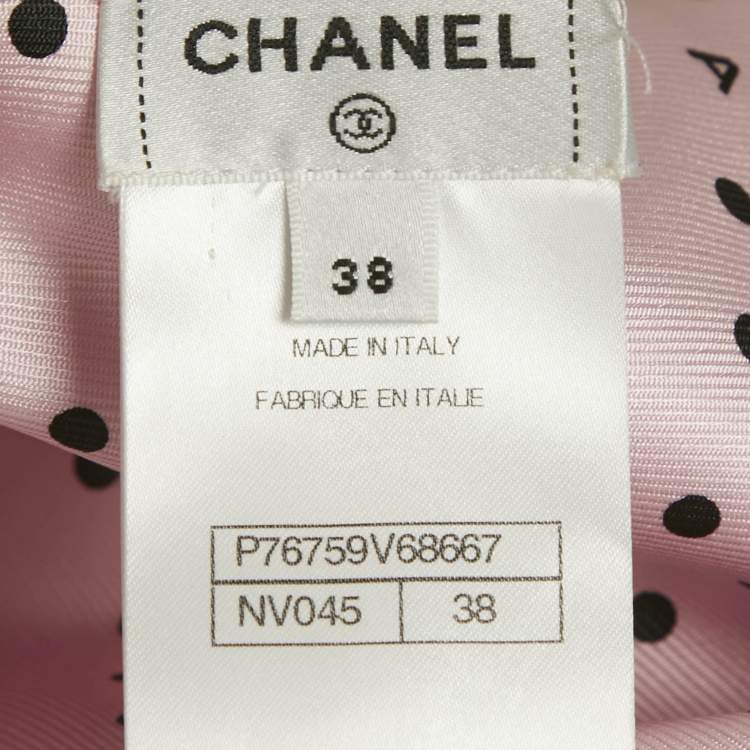 CHANEL
38
MADE IN ITALY
FABRIQUE EN ITALIE
P76759V68667
NV045 38
A